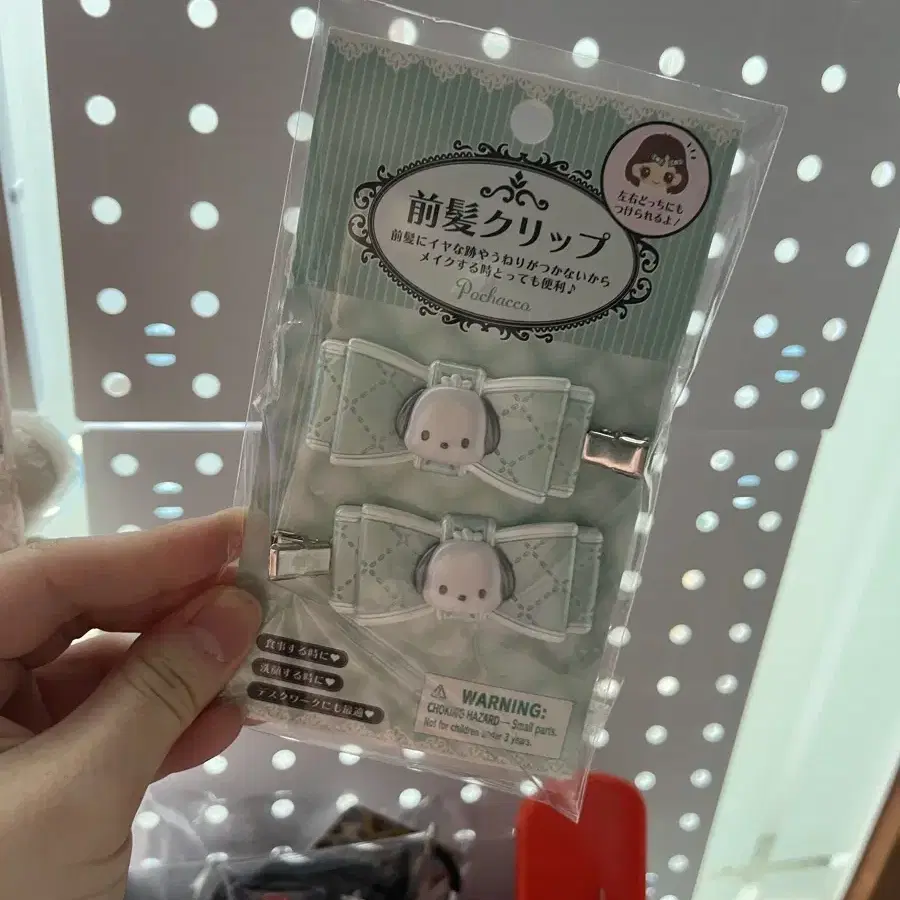 左右どっちにも
つけられるよ!
前髪クリップ
前髪にイヤな跡やうねりがつかないから
メイクする時とっても便利♪
Pochacco
食事する時に♥
洗顔する時に♥
デスクワークにも最適♥
WARNING:
CHOKING HAZARD — Small parts.
Not for children under 3 years.